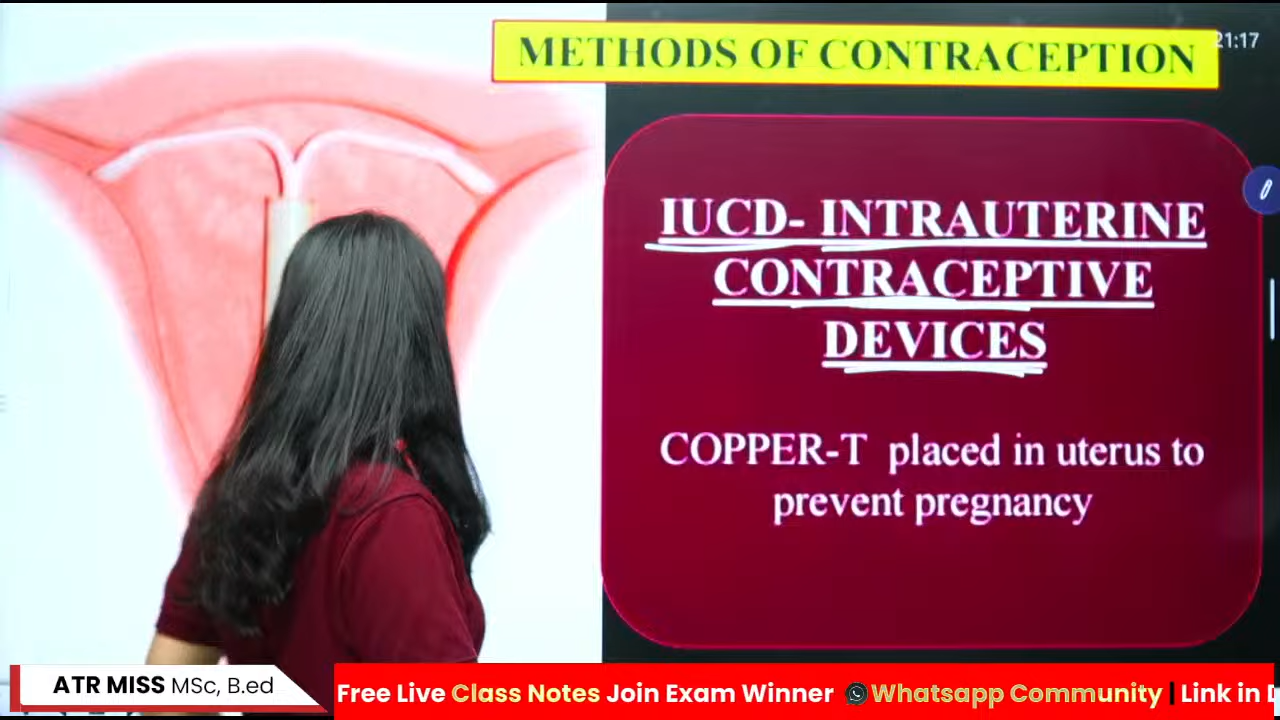 METHODS OF CONTRACEPTION
21:17
IUCD- INTRAUTERINE
CONTRACEPTIVE
DEVICES
COPPER-T placed in uterus to
prevent pregnancy
ATR MISS MSc, B.ed
Free Live Class Notes Join Exam Winner Whatsapp Community | Link in